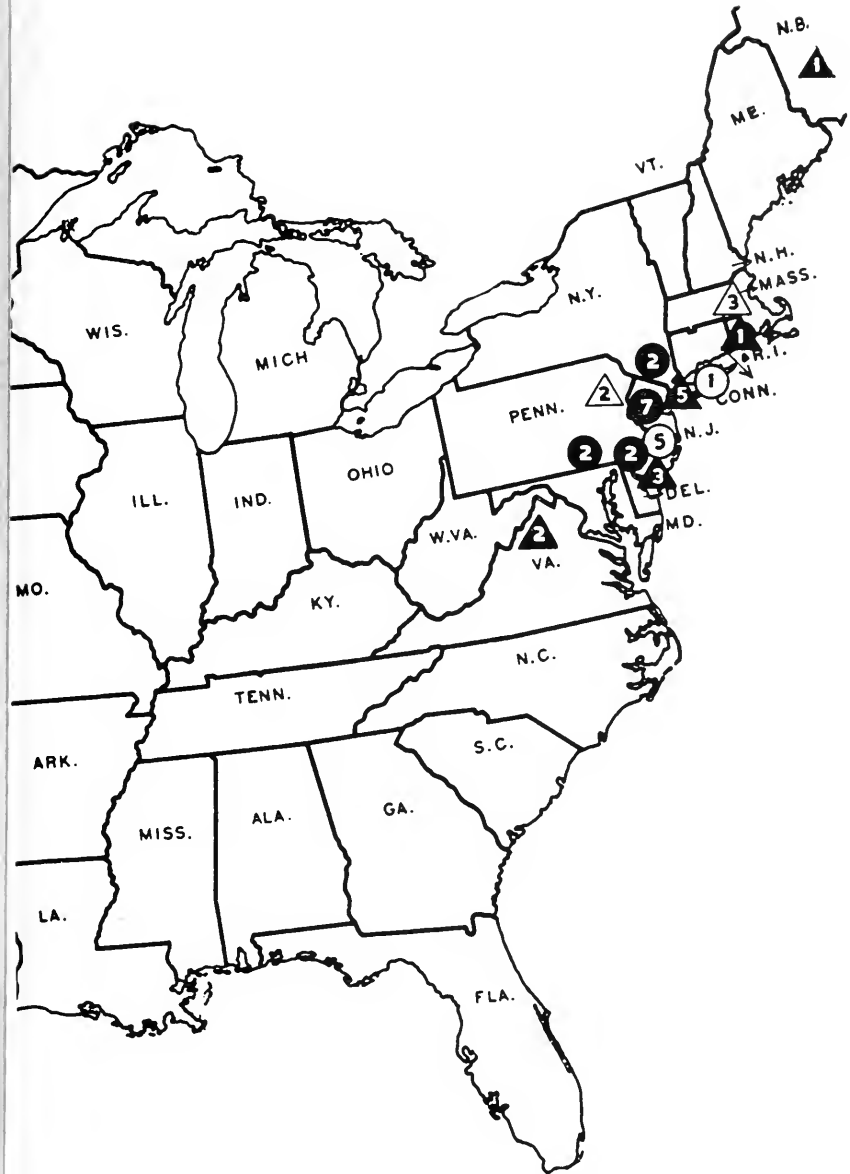 N.B.
1
ME.
VT.
N.H.
MASS.
3
N.Y.
WIS.
MICH
1
R.I.
2
2
5
1
CONN.
7
PENN.
N.J.
5
2
2
3
OHIO
ILL.
IND.
DEL.
MD.
W.VA.
2
VA.
MO.
KY.
N.C.
TENN.
S.C.
ARK.
GA.
ALA.
MISS.
LA.
FLA.